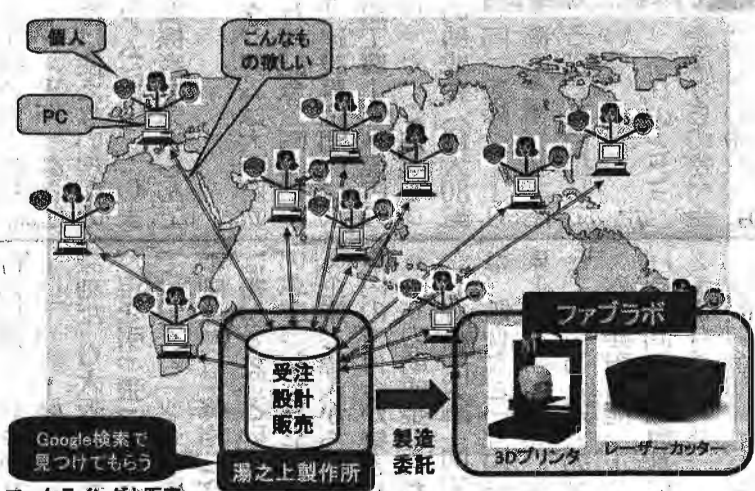 個人
こんなも
の欲しい
PC
ファブラボ
受注
設計
販売
製造
委託
3Dプリンタ
レーザーカッター
Google検索で
見つけてもらう
湯之上製作所